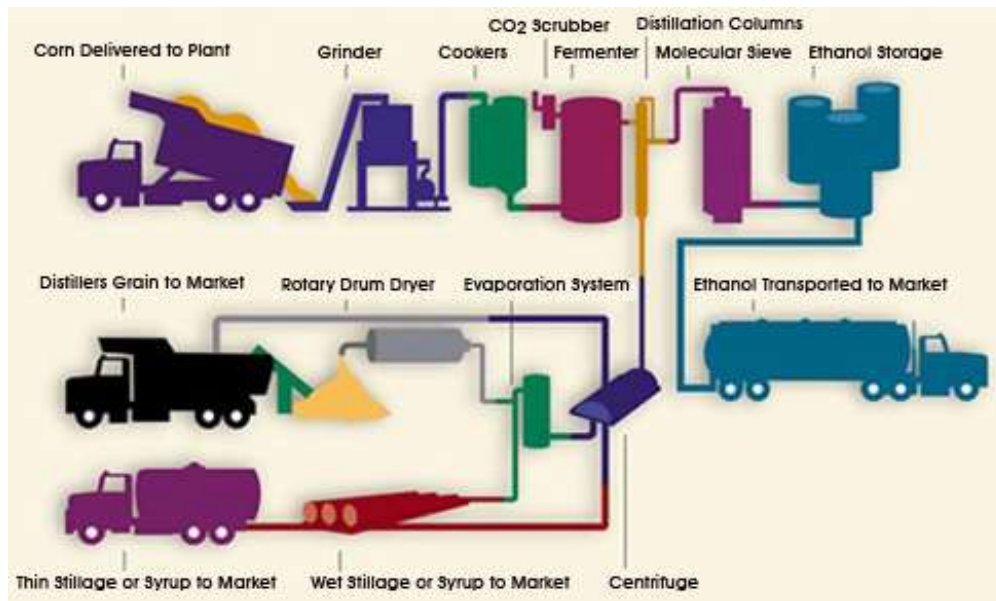 CO2 Scrubber
Distillation Columns
Corn Delivered to Plant
Grinder
Cookers
Fermenter
Molecular Sieve
Ethanol Storage
Distillers Grain to Market
Rotary Drum Dryer
Evaporation System
Ethanol Transported to Market
Thin Stillage or Syrup to Market
Wet Stillage or Syrup to Market
Centrifuge